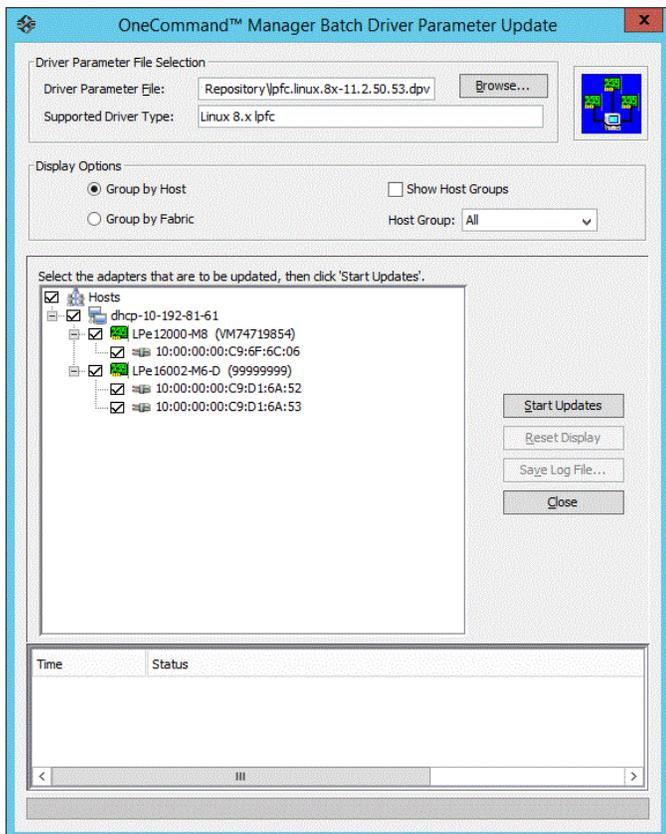 OneCommand™ Manager Batch Driver Parameter Update
x
Driver Parameter File Selection
Driver Parameter File: Repository\lpfc.linux.8x-11.2.50.53.dpv Browse...
Supported Driver Type: Linux 8.x lpfc
Display Options
Group by Host Show Host Groups
Group by Fabric Host Group: All
Select the adapters that are to be updated, then click 'Start Updates'.
Hosts
dhcp-10-192-81-61
LPe12000-M8 (VM74719854)
10:00:00:00:C9:6F:6C:06
LPe16002-M6-D (99999999)
10:00:00:00:C9:D1:6A:52
10:00:00:00:C9:D1:6A:53
Start Updates
Reset Display
Save Log File...
Close
Time Status